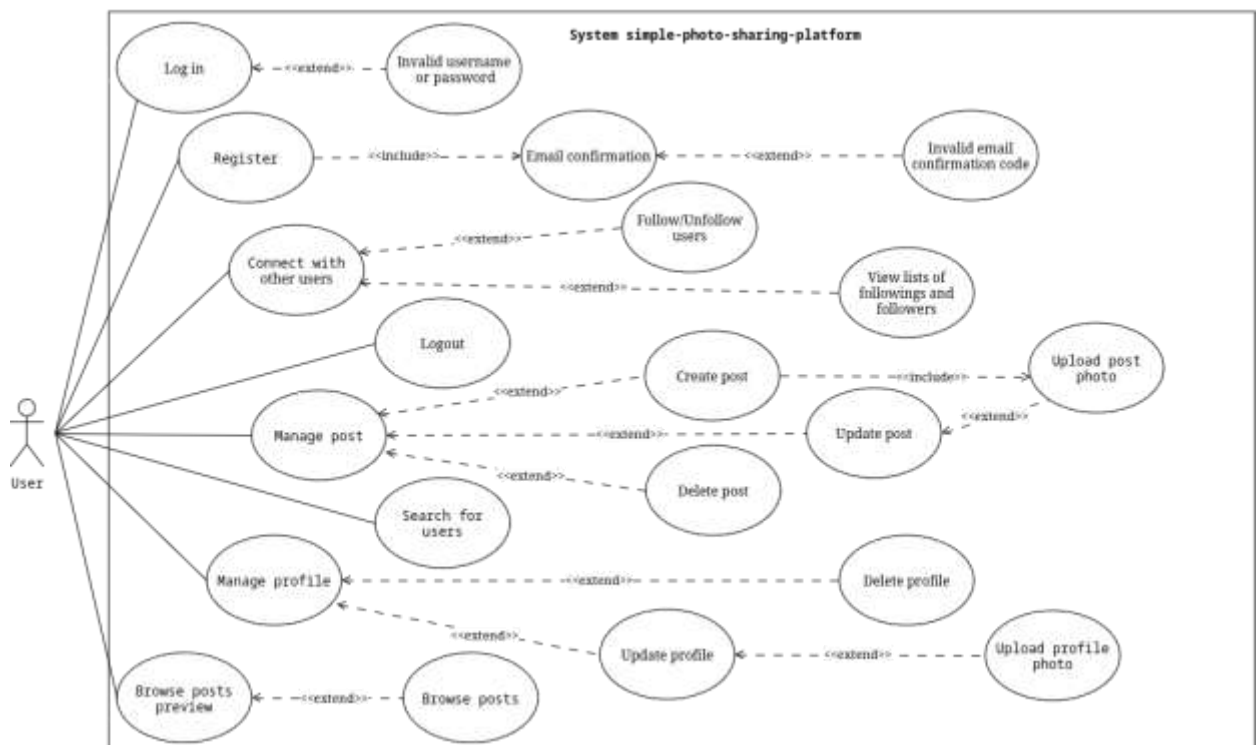 System simple-photo-sharing-platform
Log in
<<extend>>
Invalid username
or password
Register
<<include>>
Email confirmation
<<extend>>
Invalid email
confirmation code
Connect with
other users
<<extend>>
Follow/Unfollow
users
<<extend>>
View lists of
followings and
followers
Logout
Manage post
<<extend>>
Create post
<<include>>
Upload post
photo
<<extend>>
<<extend>>
Update post
<<extend>>
Delete post
User
Search for
users
Manage profile
<<extend>>
Delete profile
<<extend>>
Update profile
<<extend>>
Upload profile
photo
Browse posts
preview
<<extend>>
Browse posts